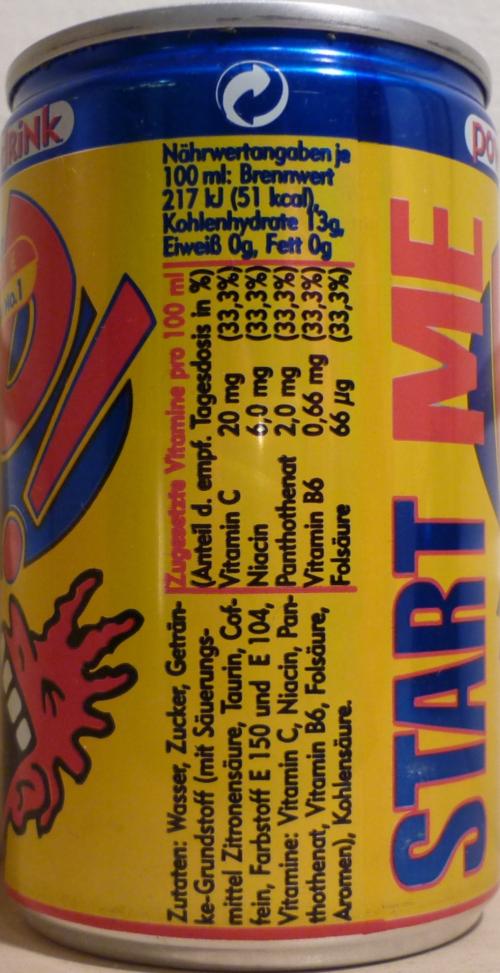 Nährwertangaben je
100 ml: Brennwert
217 kJ (51 kcal),
Kohlenhydrate 13g,
Eiweiß 0g, Fett 0g
Zugesetzte Vitamine pro 100 ml
(Anteil d. empf. Tagesdosis in %)
Vitamin C 20 mg (33,3%)
Niacin 6,0 mg (33,3%)
Panthothenat 2,0 mg (33,3%)
Vitamin B6 0,66 mg (33,3%)
Folsäure 66 µg (33,3%)
Zutaten: Wasser, Zucker, Geträn-
ke-Grundstoff (mit Säuerungs-
mittel Zitronensäure, Taurin, Cof-
fein, Farbstoff E 150 und E 104,
Vitamine: Vitamin C, Niacin, Pan-
thothenat, Vitamin B6, Folsäure,
Aromen), Kohlensäure.
START ME
No.1